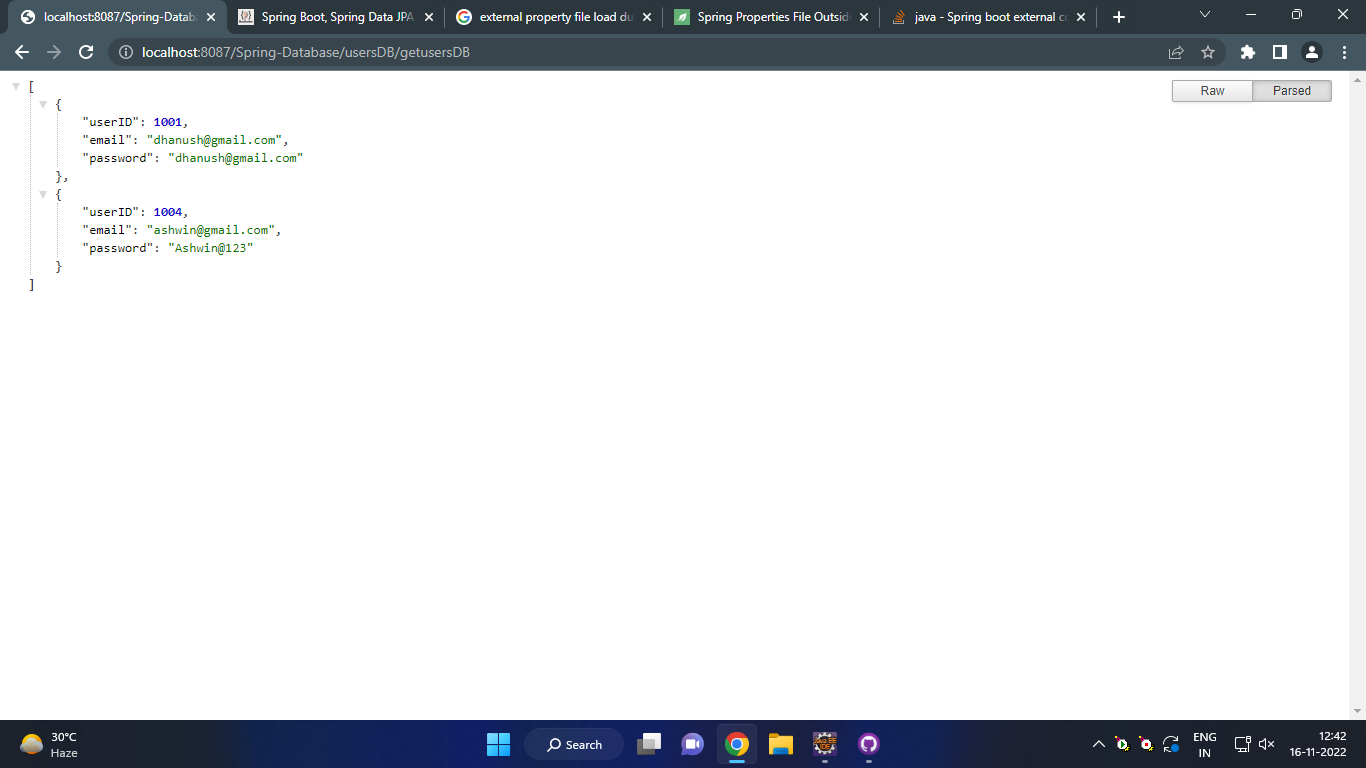 localhost:8087/Spring-Datab
Spring Boot, Spring Data JPA
external property file load du
Spring Properties File Outsid
java - Spring boot external co
localhost:8087/Spring-Database/usersDB/getusersDB
Raw
Parsed
[
{
"userID": 1001,
"email": "dhanush@gmail.com",
"password": "dhanush@gmail.com"
},
{
"userID": 1004,
"email": "ashwin@gmail.com",
"password": "Ashwin@123"
}
]
30°C
Haze
Search
ENG
IN
12:42
16-11-2022